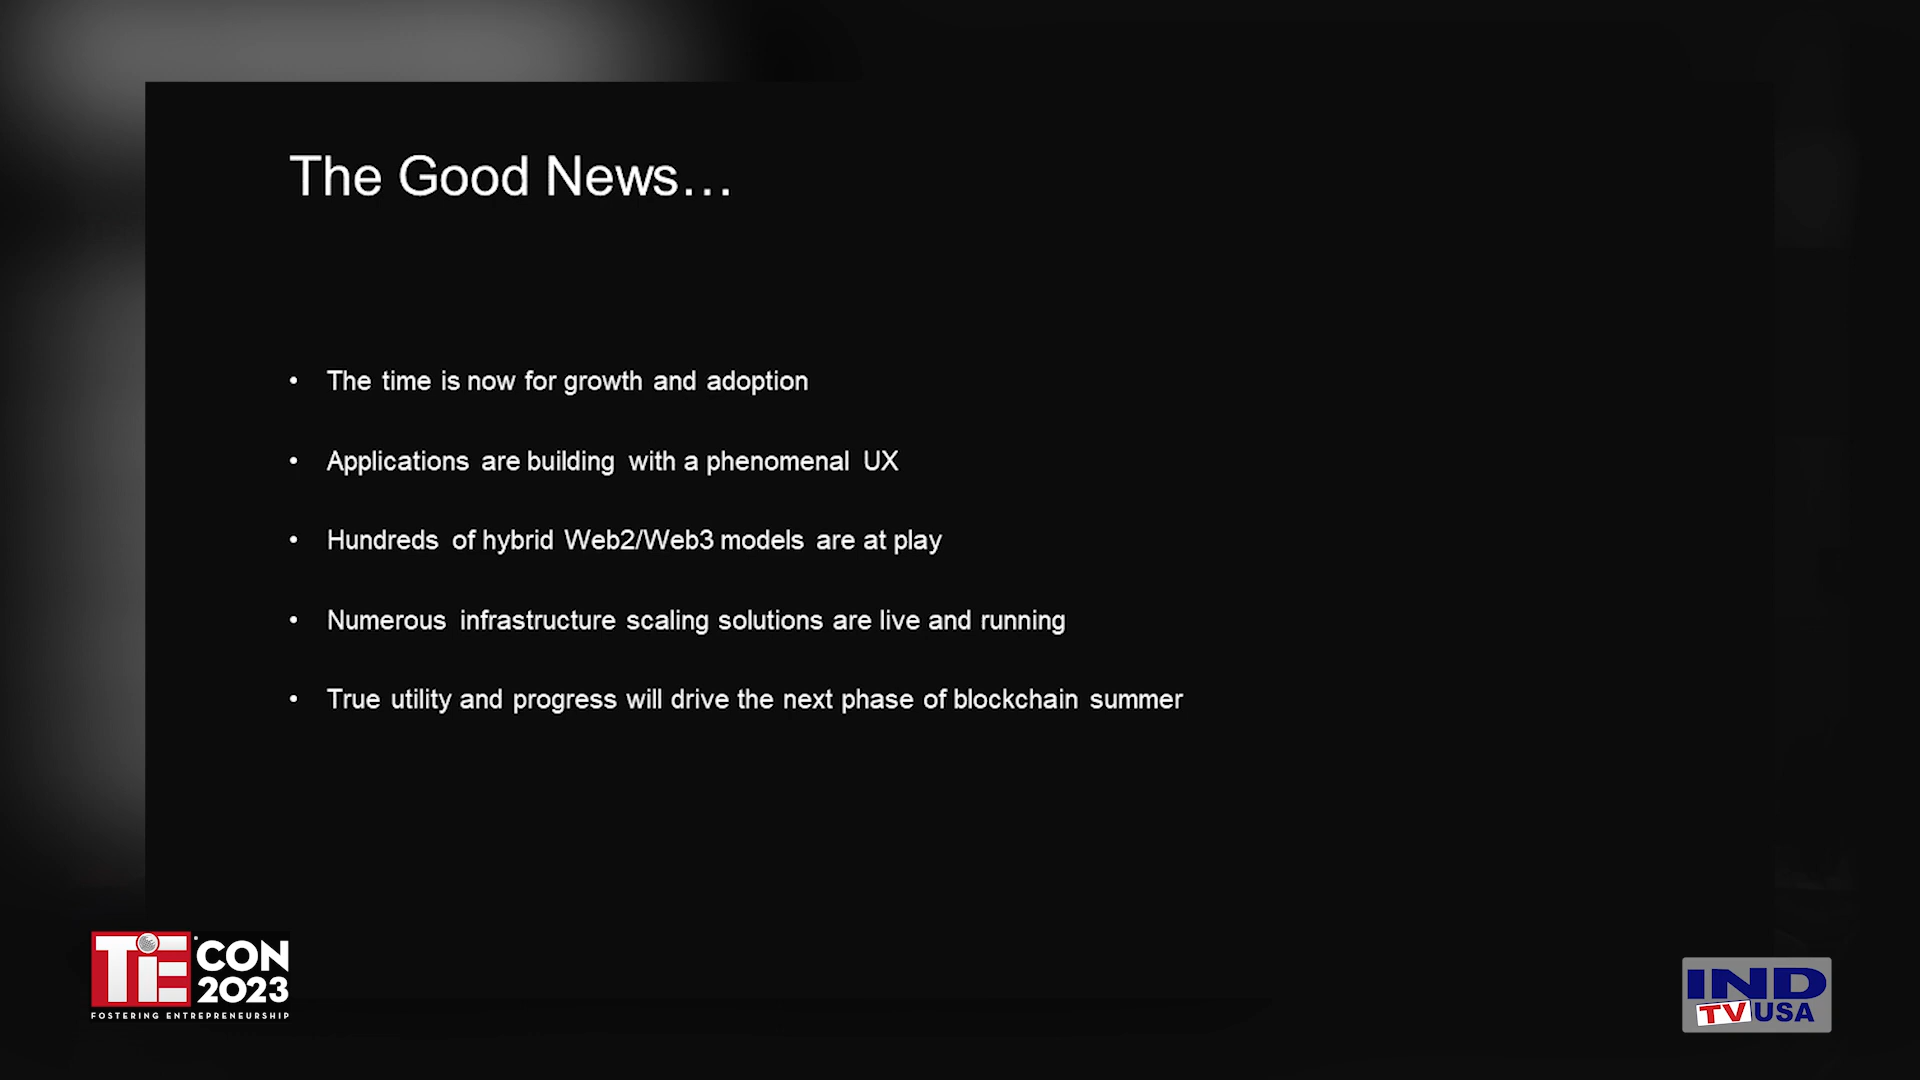 The Good News…
• The time is now for growth and adoption
• Applications are building with a phenomenal UX
• Hundreds of hybrid Web2/Web3 models are at play
• Numerous infrastructure scaling solutions are live and running
• True utility and progress will drive the next phase of blockchain summer
TiE CON
2023
FOSTERING ENTREPRENEURSHIP
IND
TV USA